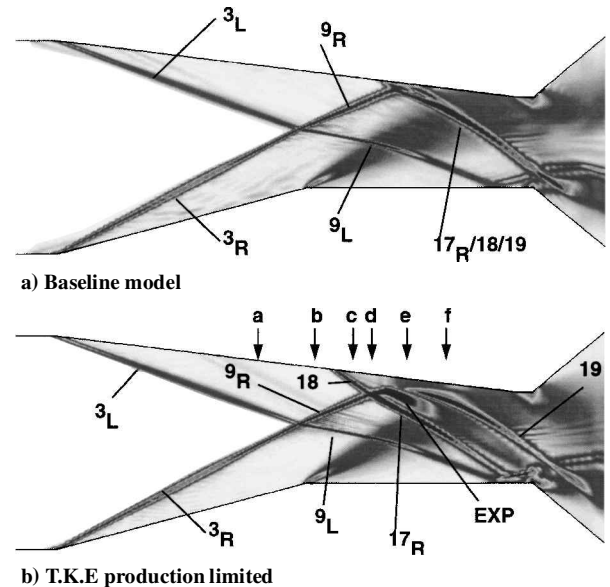 3L
9R
9L
3R
17R/18/19
a) Baseline model
a b c d e f
18
9R
3L
19
9L
3R
17R
EXP
b) T.K.E production limited